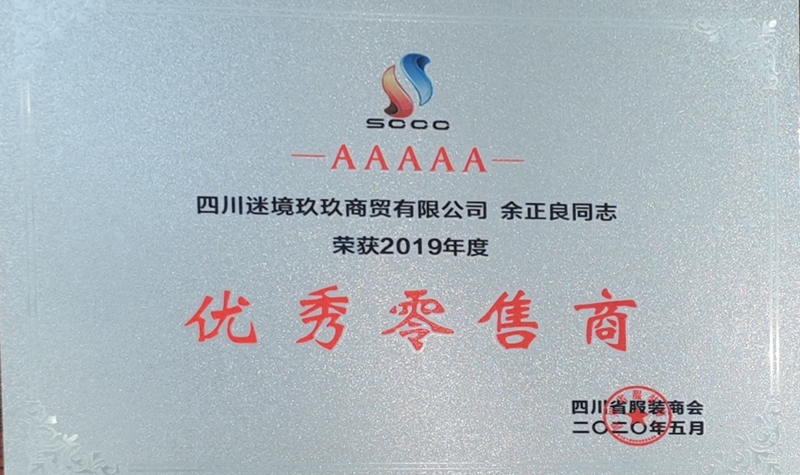 SCCC
—AAAAA—
四川迷境玖玖商贸有限公司 余正良同志
荣获2019年度
优秀零售商
四川省服装商会
二〇二〇年五月